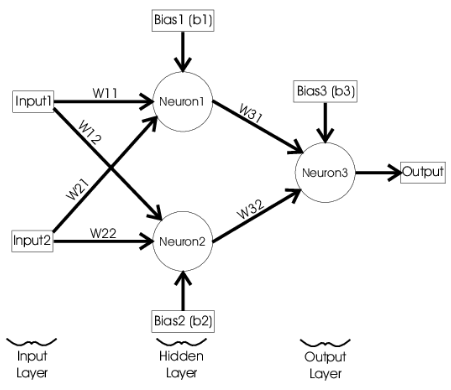 Bias1 (b1)
Input1
W11
Neuron1
W12
W31
Bias3 (b3)
W21
Neuron3
Output
Input2
W22
Neuron2
W32
Bias2 (b2)
Input
Layer
Hidden
Layer
Output
Layer